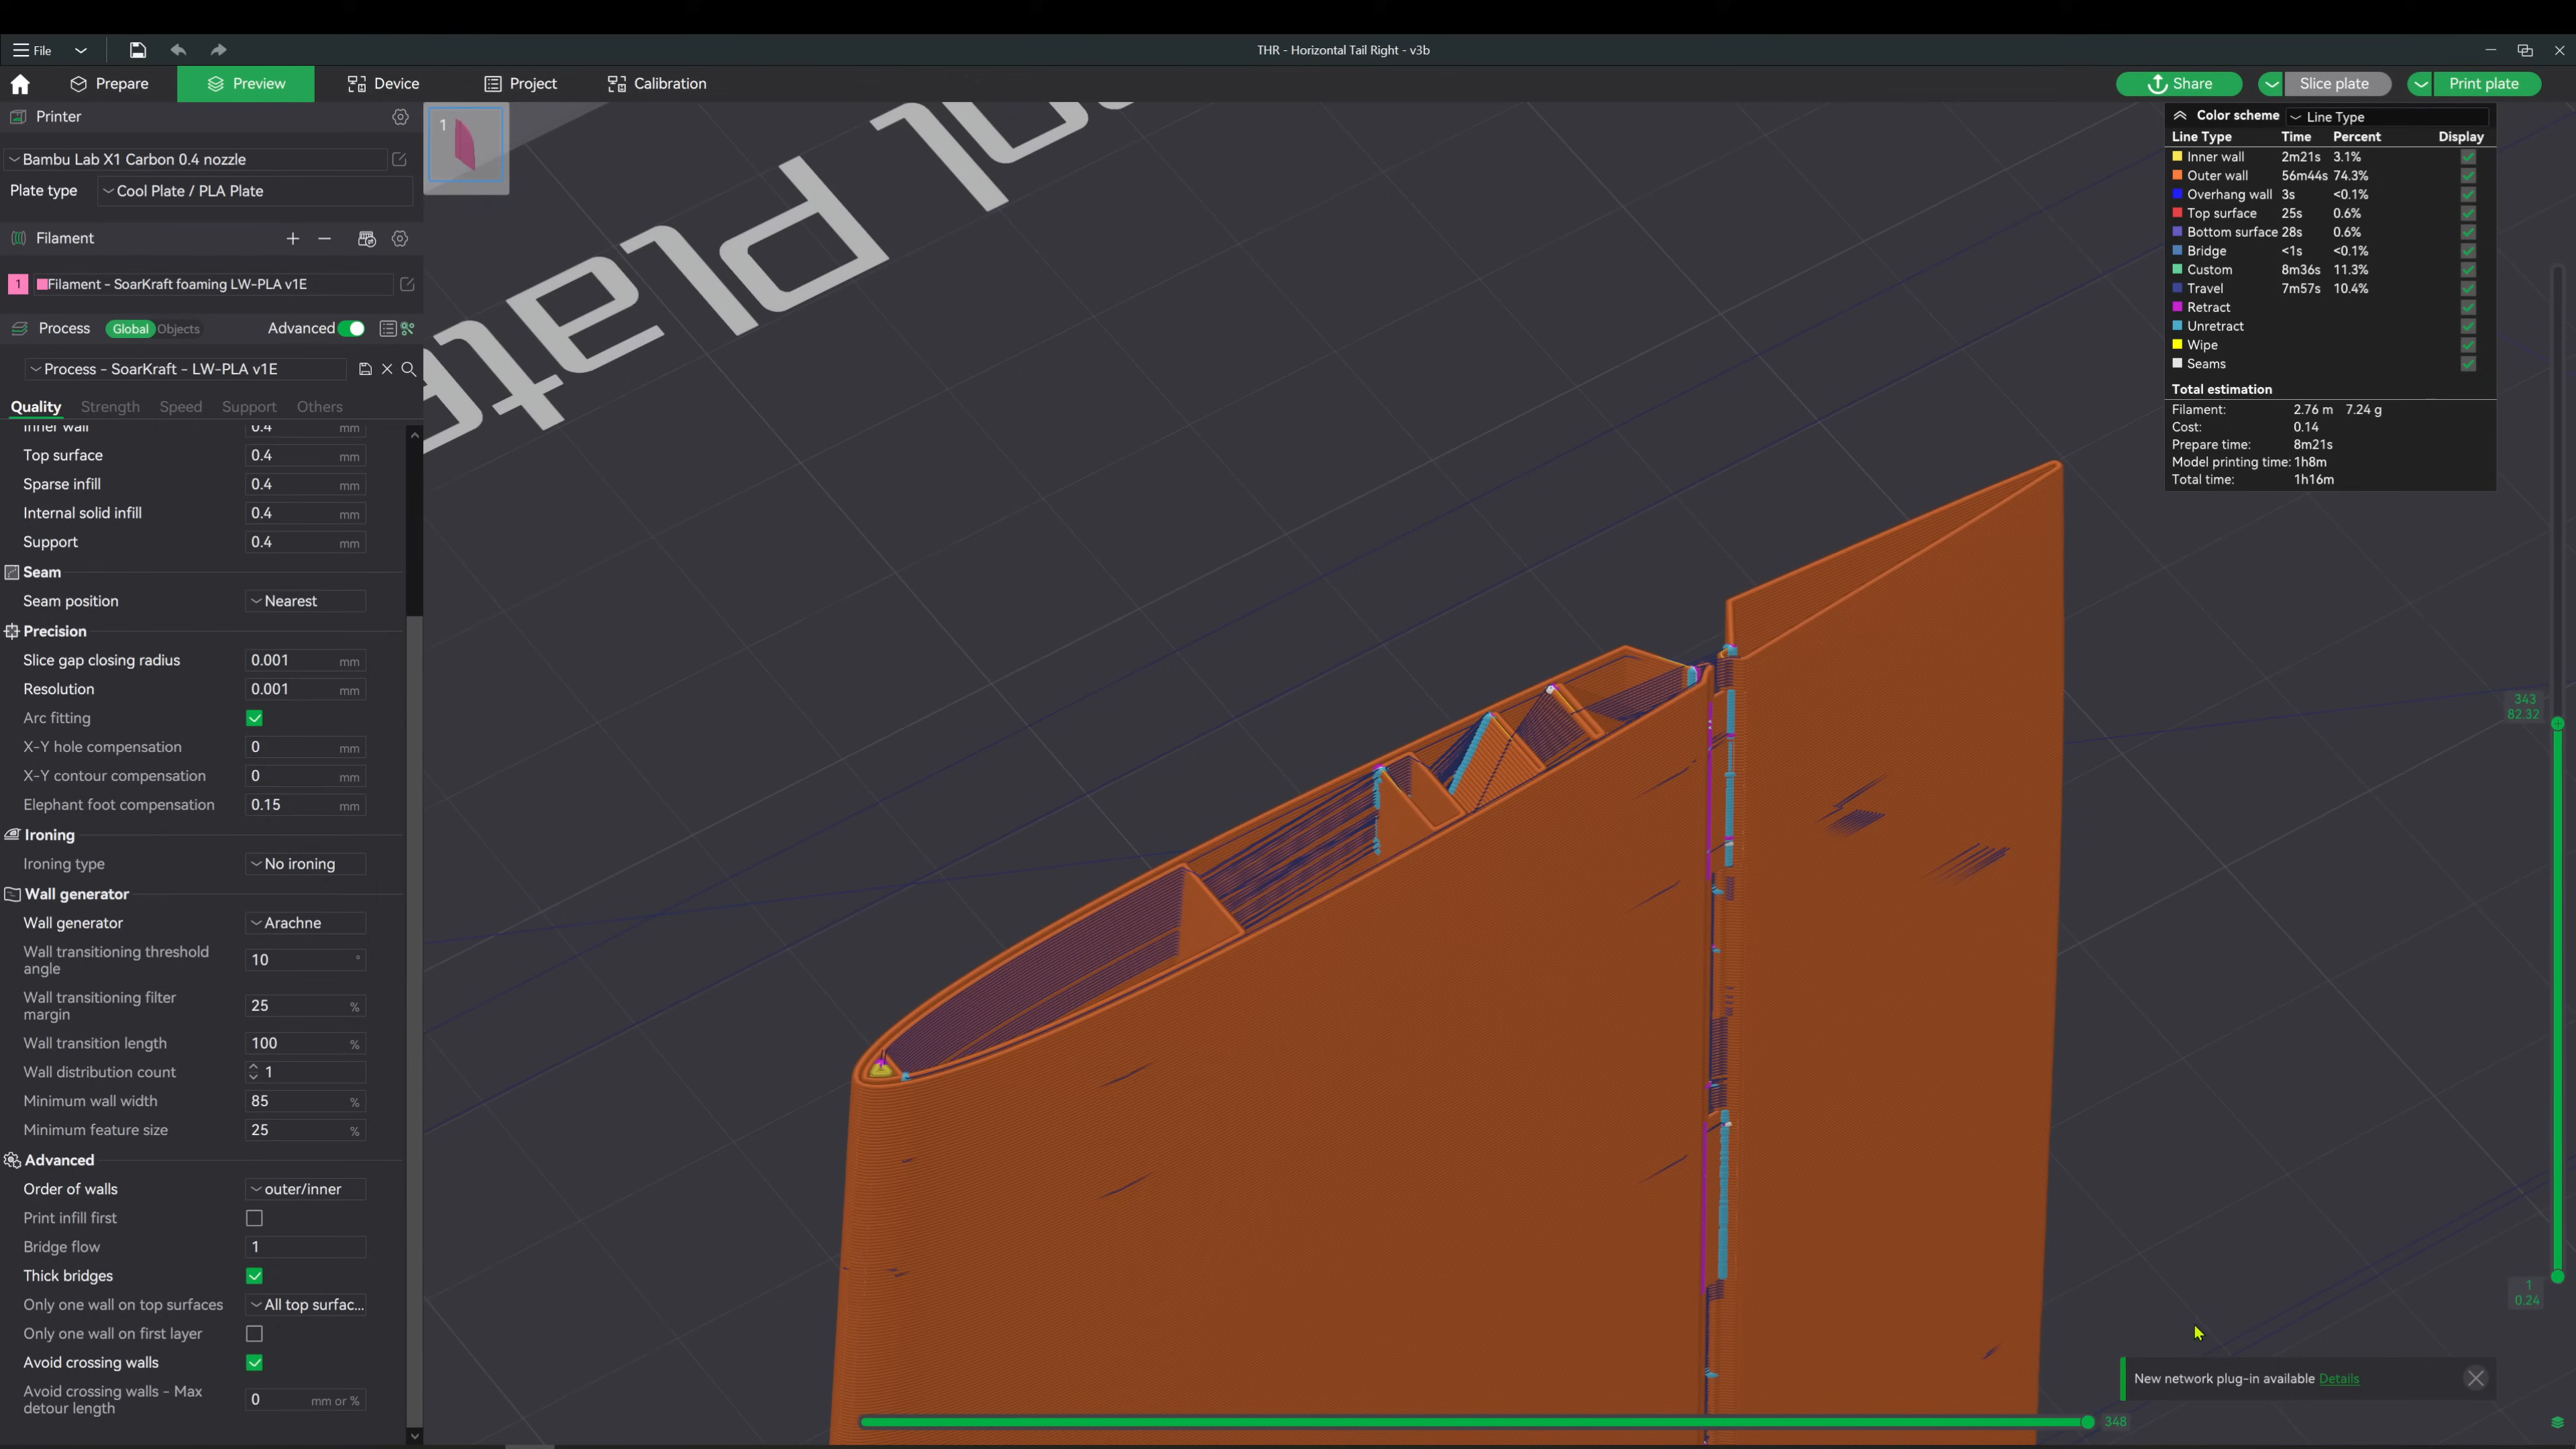 File
THR - Horizontal Tail Right - v3b
Prepare
Preview
Device
Project
Calibration
Share
Slice plate
Print plate
Printer
Bambu Lab X1 Carbon 0.4 nozzle
Plate type
Cool Plate / PLA Plate
Filament
1
Filament - SoarKraft foaming LW-PLA v1E
Process
Global
Objects
Advanced
Process - SoarKraft - LW-PLA v1E
Quality
Strength
Speed
Support
Others
Inner wall 0.4 mm
Top surface 0.4 mm
Sparse infill 0.4 mm
Internal solid infill 0.4 mm
Support 0.4 mm
Seam
Seam position Nearest
Precision
Slice gap closing radius 0.001 mm
Resolution 0.001 mm
Arc fitting
X-Y hole compensation 0 mm
X-Y contour compensation 0 mm
Elephant foot compensation 0.15 mm
Ironing
Ironing type No ironing
Wall generator
Wall generator Arachne
Wall transitioning threshold
angle 10 °
Wall transitioning filter
margin 25 %
Wall transition length 100 %
Wall distribution count 1
Minimum wall width 85 %
Minimum feature size 25 %
Advanced
Order of walls outer/inner
Print infill first
Bridge flow 1
Thick bridges
Only one wall on top surfaces All top surfac...
Only one wall on first layer
Avoid crossing walls
Avoid crossing walls - Max
detour length 0 mm or %
1
Color scheme Line Type
Line Type Time Percent Display
Inner wall 2m21s 3.1%
Outer wall 56m44s 74.3%
Overhang wall 3s <0.1%
Top surface 25s 0.6%
Bottom surface 28s 0.6%
Bridge <1s <0.1%
Custom 8m36s 11.3%
Travel 7m57s 10.4%
Retract
Unretract
Wipe
Seams
Total estimation
Filament: 2.76 m 7.24 g
Cost: 0.14
Prepare time: 8m21s
Model printing time: 1h8m
Total time: 1h16m
343
82.32
1
0.24
New network plug-in available Details
348